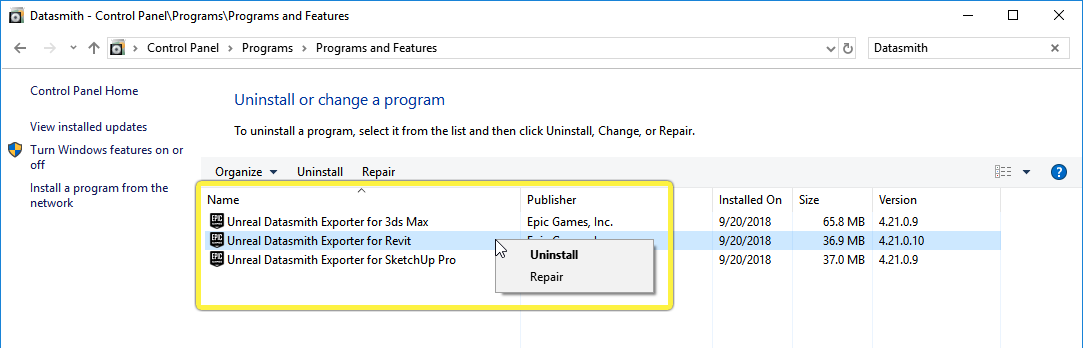 Datasmith - Control Panel\Programs\Programs and Features
Control Panel > Programs > Programs and Features
Datasmith
Control Panel Home
View installed updates
Turn Windows features on or
off
Install a program from the
network
Uninstall or change a program
To uninstall a program, select it from the list and then click Uninstall, Change, or Repair.
Organize Uninstall Repair
Name Publisher Installed On Size Version
Unreal Datasmith Exporter for 3ds Max Epic Games, Inc. 9/20/2018 65.8 MB 4.21.0.9
Unreal Datasmith Exporter for Revit 9/20/2018 36.9 MB 4.21.0.10
Unreal Datasmith Exporter for SketchUp Pro 9/20/2018 37.0 MB 4.21.0.9
Uninstall
Repair